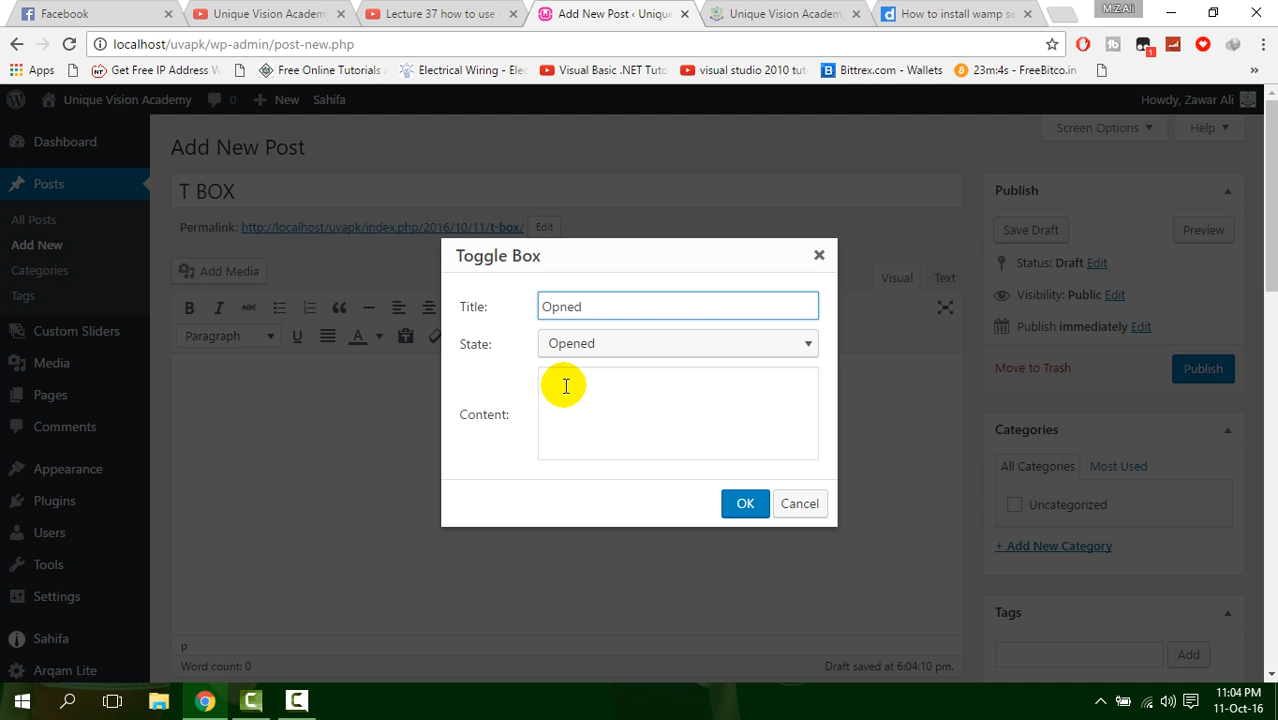 Facebook
Unique Vision Academ
Lecture 37 how to use
Add New Post ‹ Uniqu
Unique Vision Academ
How to install wamp se
M.Z.Ali
localhost/uvapk/wp-admin/post-new.php
Apps
Get Free IP Address W
Free Online Tutorials
Electrical Wiring - Elec
Visual Basic .NET Tuto
visual studio 2010 tut
Bittrex.com - Wallets
23m:4s - FreeBitco.in
Unique Vision Academy
0
New
Sahifa
Howdy, Zawar Ali
Dashboard
Posts
All Posts
Add New
Categories
Tags
Custom Sliders
Media
Pages
Comments
Appearance
Plugins
Users
Tools
Settings
Sahifa
Arqam Lite
Add New Post
Screen Options
Help
T BOX
Permalink: http://localhost/uvapk/index.php/2016/10/11/t-box/ Edit
Add Media
Visual
Text
Paragraph
Toggle Box
Title: Opned
State: Opened
Content:
OK
Cancel
p
Word count: 0
Draft saved at 6:04:10 pm.
Publish
Save Draft
Preview
Status: Draft Edit
Visibility: Public Edit
Publish immediately Edit
Move to Trash
Publish
Categories
All Categories
Most Used
Uncategorized
+ Add New Category
Tags
Add
11:04 PM
11-Oct-16